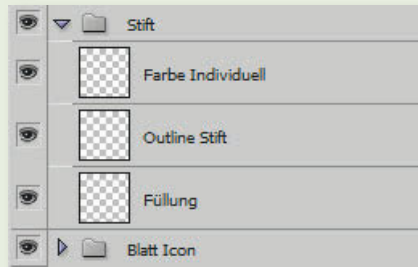 Stift
Farbe Individuell
Outline Stift
Füllung
Blatt Icon